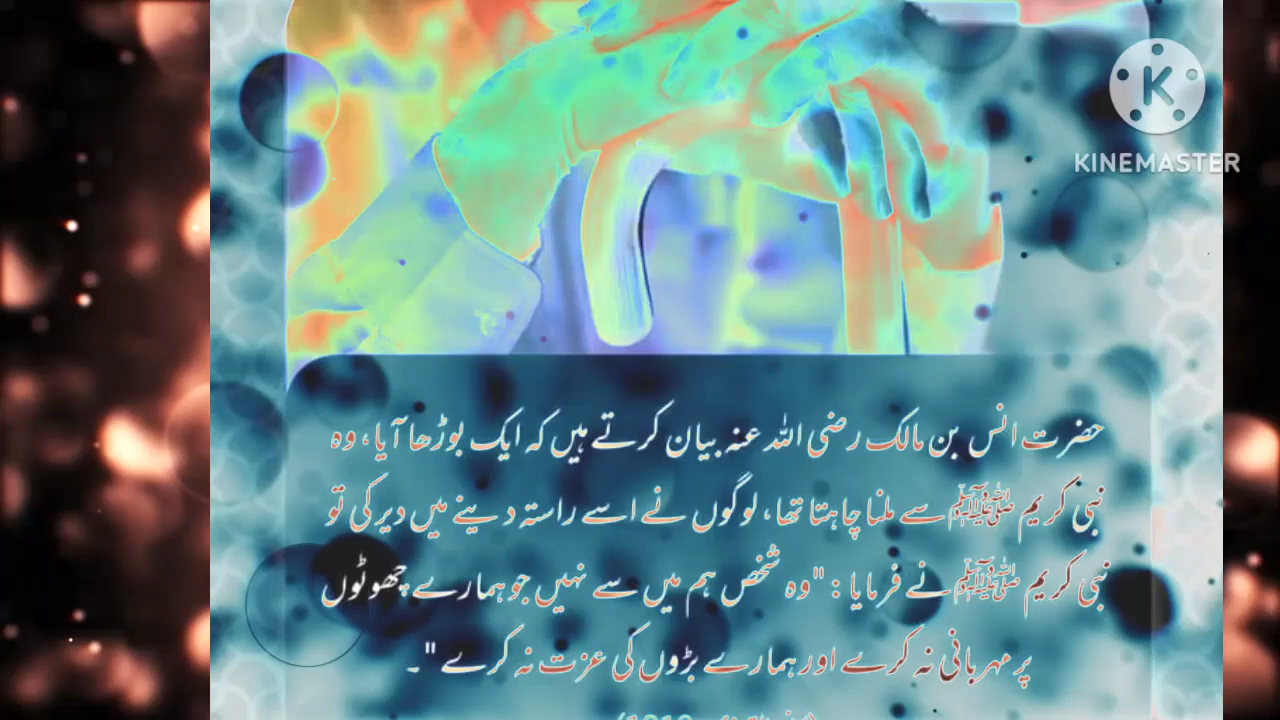 K
KINEMASTER
حضرت انس بن مالک رضی اللہ عنہ بیان کرتے ہیں کہ ایک بوڑھا آیا، وہ
نبی کریم ﷺ سے ملنا چاہتا تھا، لوگوں نے اسے راستہ دینے میں دیر کی تو
نبی کریم ﷺ نے فرمایا : "وہ شخص ہم میں سے نہیں جو ہمارے چھوٹوں
پر مہربانی نہ کرے اور ہمارے بڑوں کی عزت نہ کرے"۔